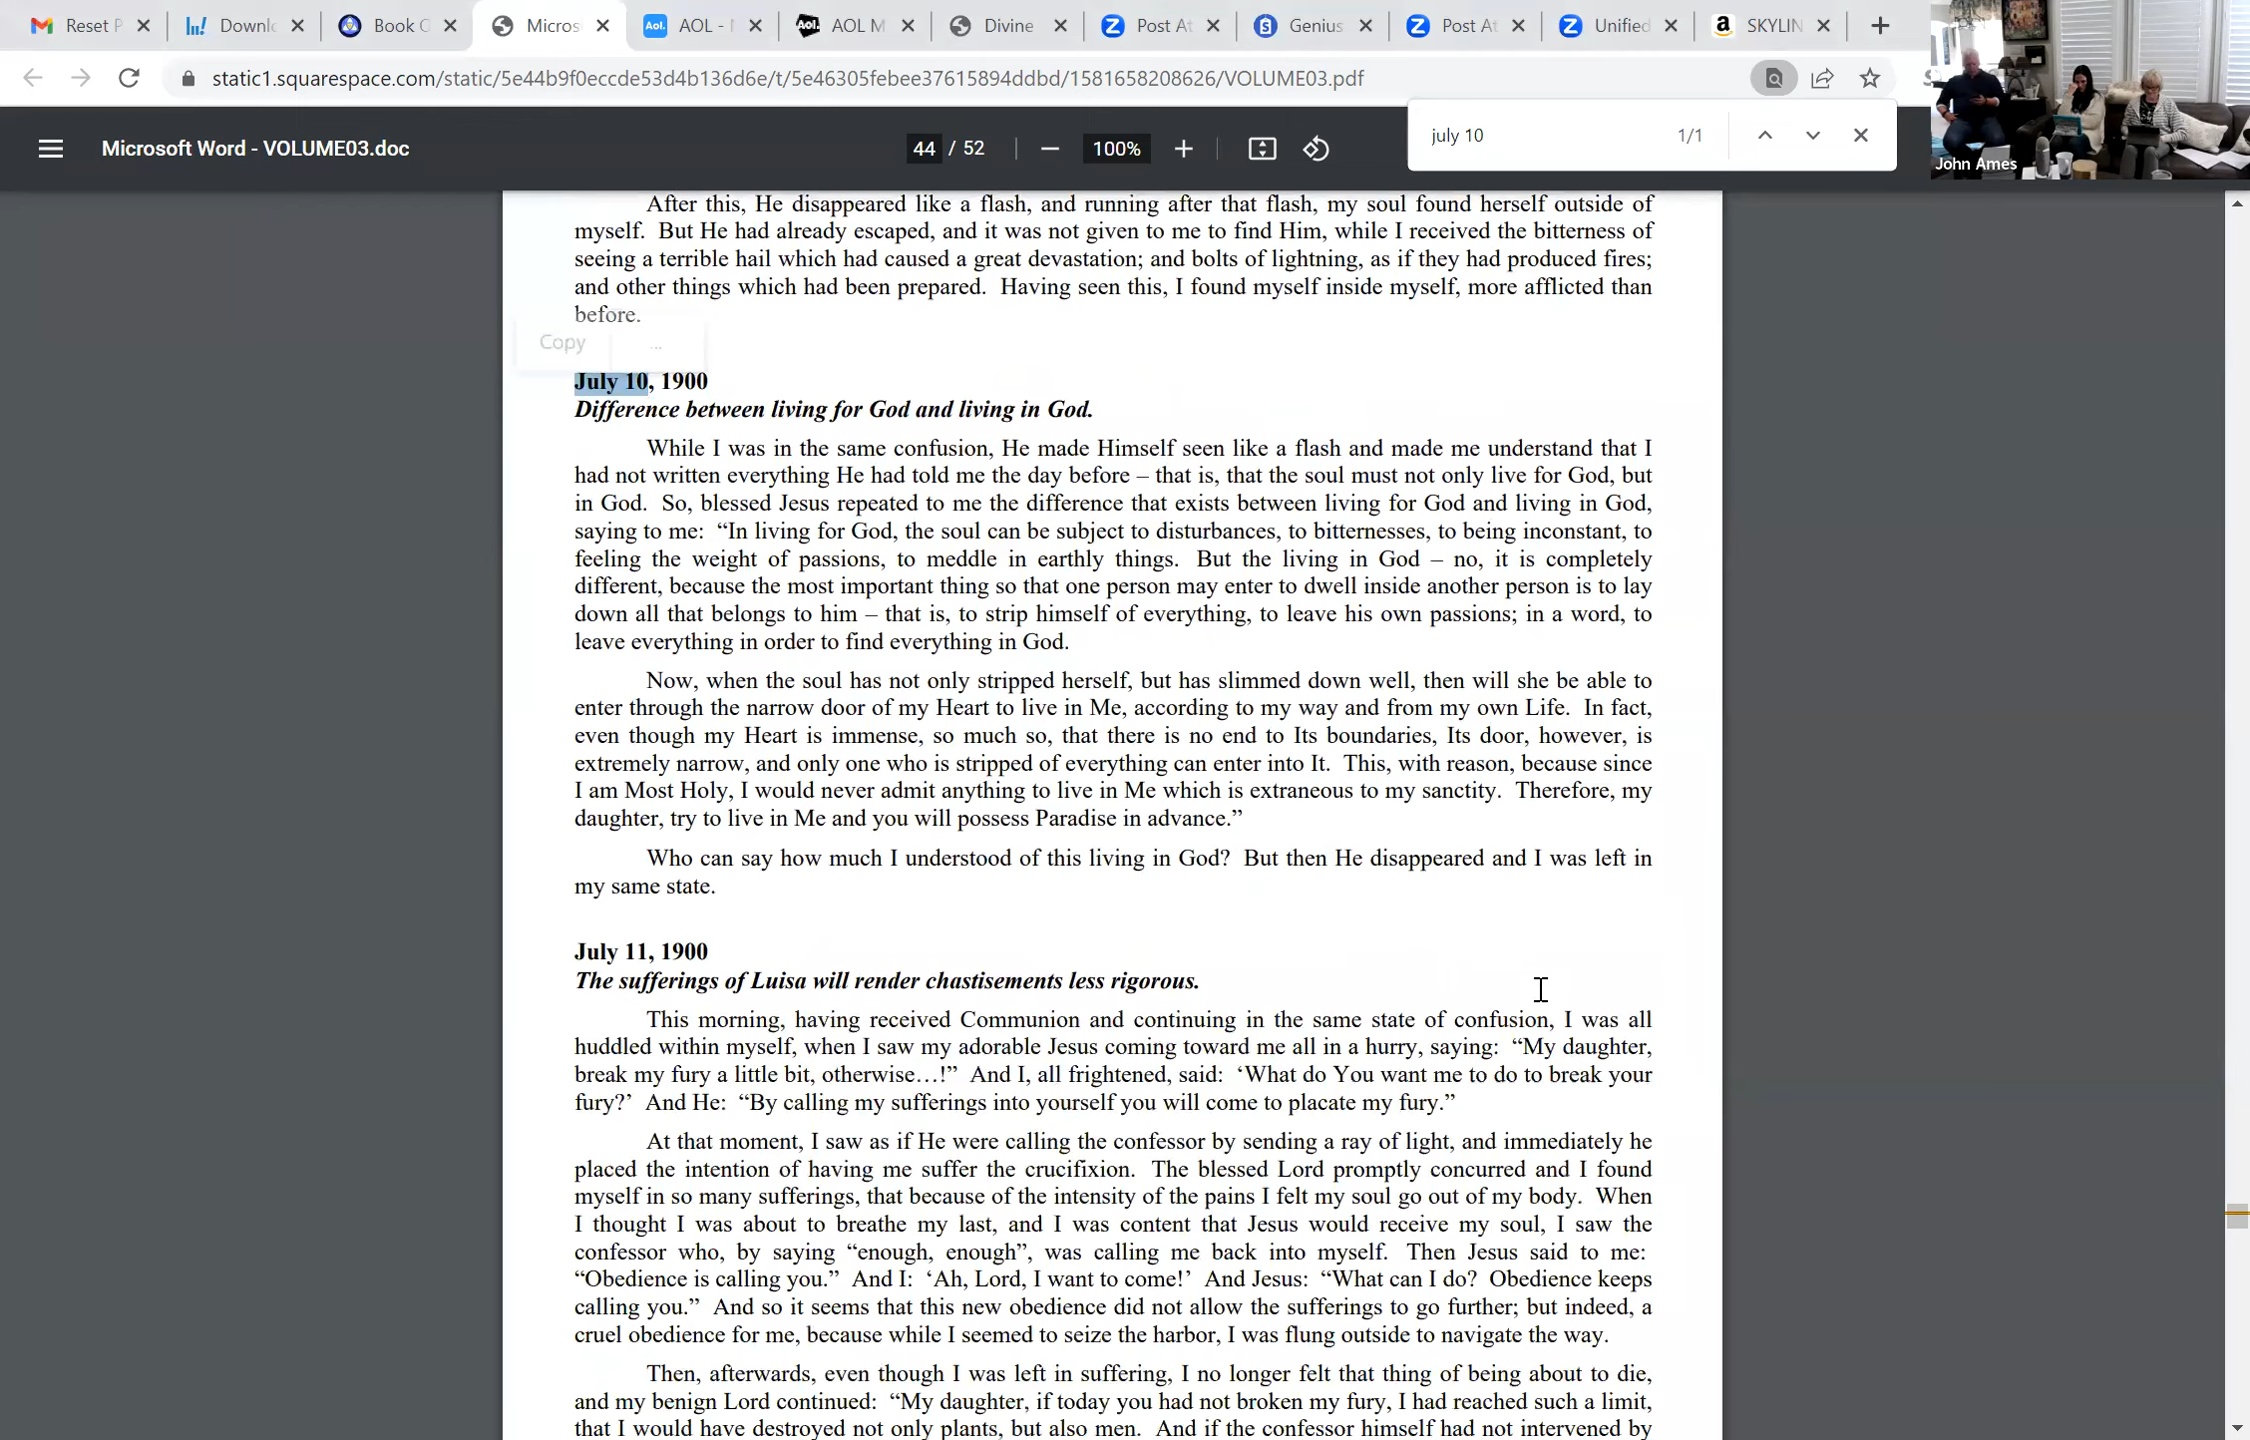 Reset P
Downl
Book O
Micros
AOL -
AOL M
Divine
Post At
Genius
Post At
Unified
SKYLIN
static1.squarespace.com/static/5e44b9f0eccde53d4b136d6e/t/5e46305febee37615894ddbd/1581658208626/VOLUME03.pdf
Microsoft Word - VOLUME03.doc
44 / 52
100%
july 10
1/1
John Ames
After this, He disappeared like a flash, and running after that flash, my soul found herself outside of
myself. But He had already escaped, and it was not given to me to find Him, while I received the bitterness of
seeing a terrible hail which had caused a great devastation; and bolts of lightning, as if they had produced fires;
and other things which had been prepared. Having seen this, I found myself inside myself, more afflicted than
before.
Copy ...
July 10, 1900
Difference between living for God and living in God.
While I was in the same confusion, He made Himself seen like a flash and made me understand that I
had not written everything He had told me the day before – that is, that the soul must not only live for God, but
in God. So, blessed Jesus repeated to me the difference that exists between living for God and living in God,
saying to me: “In living for God, the soul can be subject to disturbances, to bitternesses, to being inconstant, to
feeling the weight of passions, to meddle in earthly things. But the living in God – no, it is completely
different, because the most important thing so that one person may enter to dwell inside another person is to lay
down all that belongs to him – that is, to strip himself of everything, to leave his own passions; in a word, to
leave everything in order to find everything in God.
Now, when the soul has not only stripped herself, but has slimmed down well, then will she be able to
enter through the narrow door of my Heart to live in Me, according to my way and from my own Life. In fact,
even though my Heart is immense, so much so, that there is no end to Its boundaries, Its door, however, is
extremely narrow, and only one who is stripped of everything can enter into It. This, with reason, because since
I am Most Holy, I would never admit anything to live in Me which is extraneous to my sanctity. Therefore, my
daughter, try to live in Me and you will possess Paradise in advance.”
Who can say how much I understood of this living in God? But then He disappeared and I was left in
my same state.
July 11, 1900
The sufferings of Luisa will render chastisements less rigorous.
This morning, having received Communion and continuing in the same state of confusion, I was all
huddled within myself, when I saw my adorable Jesus coming toward me all in a hurry, saying: “My daughter,
break my fury a little bit, otherwise…!” And I, all frightened, said: ‘What do You want me to do to break your
fury?’ And He: “By calling my sufferings into yourself you will come to placate my fury.”
At that moment, I saw as if He were calling the confessor by sending a ray of light, and immediately he
placed the intention of having me suffer the crucifixion. The blessed Lord promptly concurred and I found
myself in so many sufferings, that because of the intensity of the pains I felt my soul go out of my body. When
I thought I was about to breathe my last, and I was content that Jesus would receive my soul, I saw the
confessor who, by saying “enough, enough”, was calling me back into myself. Then Jesus said to me:
“Obedience is calling you.” And I: ‘Ah, Lord, I want to come!’ And Jesus: “What can I do? Obedience keeps
calling you.” And so it seems that this new obedience did not allow the sufferings to go further; but indeed, a
cruel obedience for me, because while I seemed to seize the harbor, I was flung outside to navigate the way.
Then, afterwards, even though I was left in suffering, I no longer felt that thing of being about to die,
and my benign Lord continued: “My daughter, if today you had not broken my fury, I had reached such a limit,
that I would have destroyed not only plants, but also men. And if the confessor himself had not intervened by